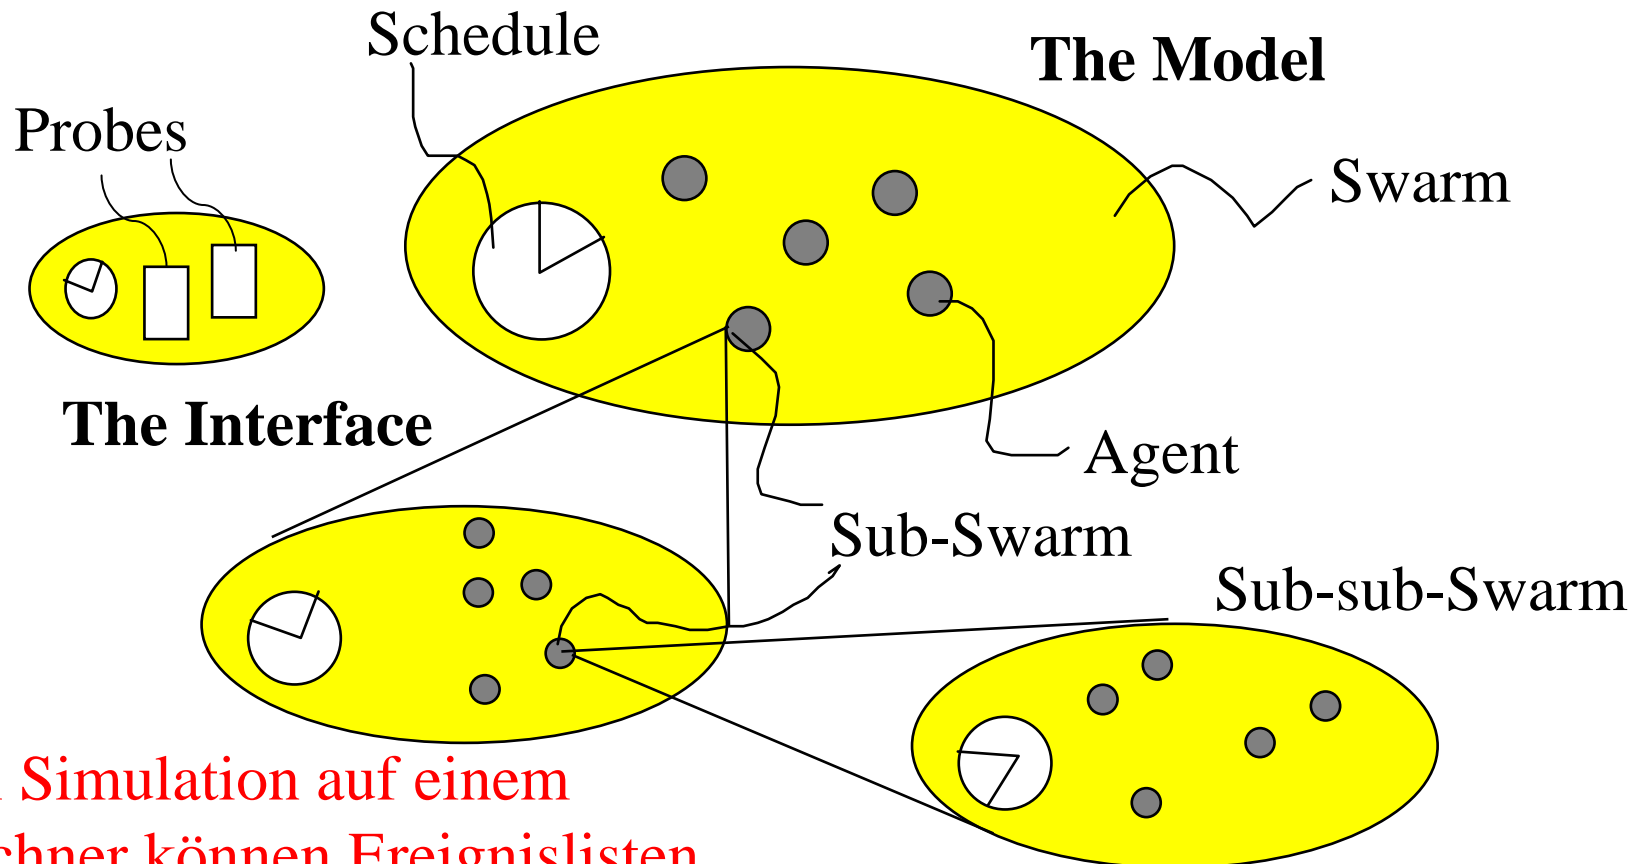 Schedule
The Model
Probes
Swarm
The Interface
Agent
Sub-Swarm
Sub-sub-Swarm
Simulation auf einem
können Ereignislisten